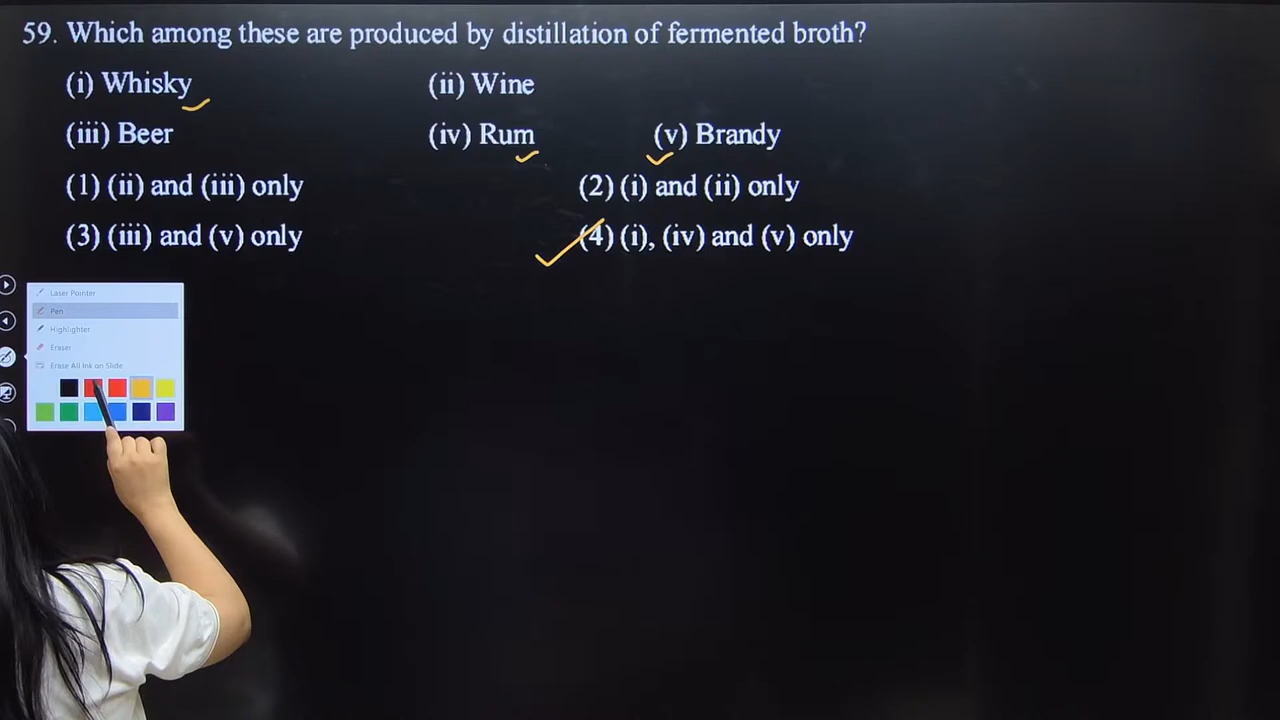 59. Which among these are produced by distillation of fermented broth?
(i) Whisky (ii) Wine
(iii) Beer (iv) Rum (v) Brandy
(1) (ii) and (iii) only (2) (i) and (ii) only
(3) (iii) and (v) only (4) (i), (iv) and (v) only
Laser Pointer
Pen
Highlighter
Eraser
Erase All Ink on Slide